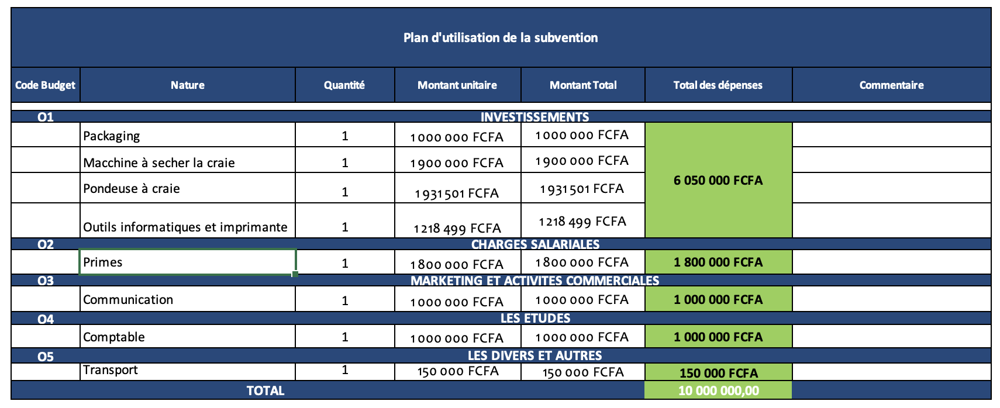 Plan d'utilisation de la subvention
Code Budget Nature Quantité Montant unitaire Montant Total Total des dépenses Commentaire
O1 INVESTISSEMENTS
Packaging 1 1 000 000 FCFA 1 000 000 FCFA
Macchine à secher la craie 1 1 900 000 FCFA 1 900 000 FCFA
6 050 000 FCFA
Pondeuse à craie 1 1 931 501 FCFA 1 931 501 FCFA
Outils informatiques et imprimante 1 1 218 499 FCFA 1 218 499 FCFA
O2 CHARGES SALARIALES
Primes 1 1 800 000 FCFA 1 800 000 FCFA 1 800 000 FCFA
O3 MARKETING ET ACTIVITES COMMERCIALES
Communication 1 1 000 000 FCFA 1 000 000 FCFA 1 000 000 FCFA
O4 LES ETUDES
Comptable 1 1 000 000 FCFA 1 000 000 FCFA 1 000 000 FCFA
O5 LES DIVERS ET AUTRES
Transport 1 150 000 FCFA 150 000 FCFA 150 000 FCFA
TOTAL 10 000 000,00